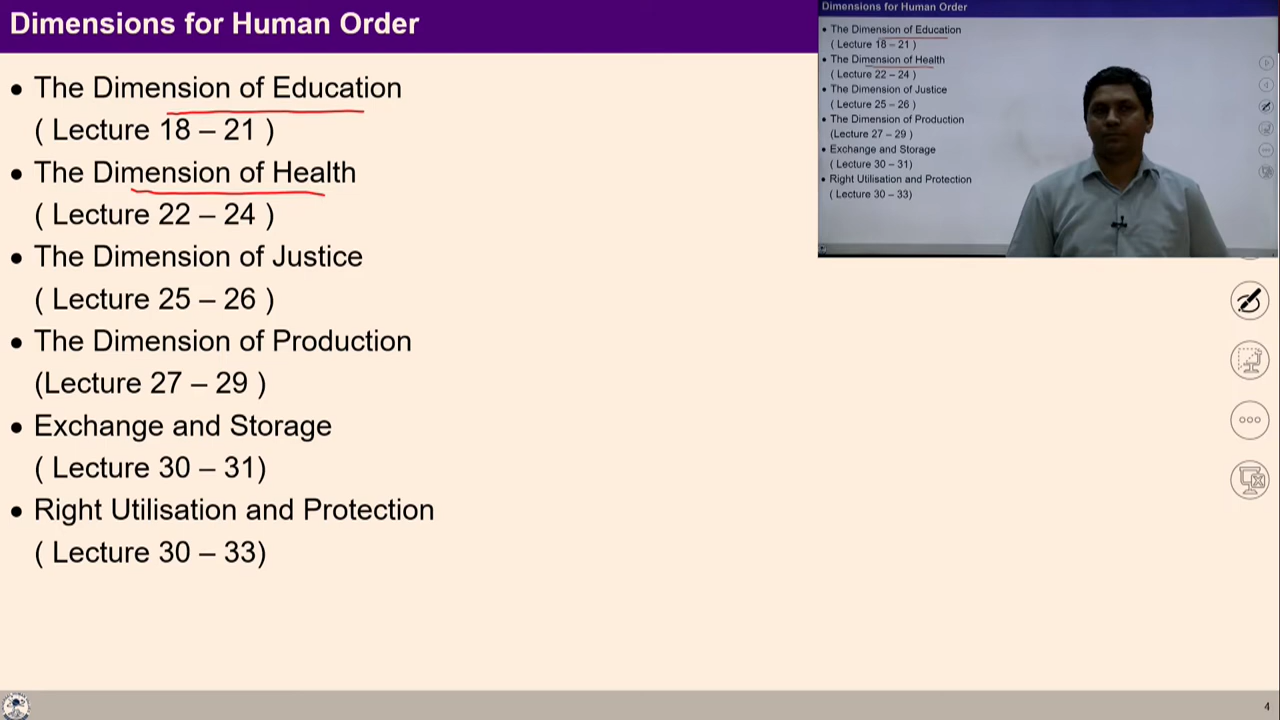 Dimensions for Human Order
• The Dimension of Education
( Lecture 18 – 21 )
• The Dimension of Health
( Lecture 22 – 24 )
• The Dimension of Justice
( Lecture 25 – 26 )
• The Dimension of Production
(Lecture 27 – 29 )
• Exchange and Storage
( Lecture 30 – 31)
• Right Utilisation and Protection
( Lecture 30 – 33)
Dimensions for Human Order
• The Dimension of Education
( Lecture 18 – 21 )
• The Dimension of Health
( Lecture 22 – 24 )
• The Dimension of Justice
( Lecture 25 – 26 )
• The Dimension of Production
(Lecture 27 – 29 )
• Exchange and Storage
( Lecture 30 – 31)
• Right Utilisation and Protection
( Lecture 30 – 33)
4